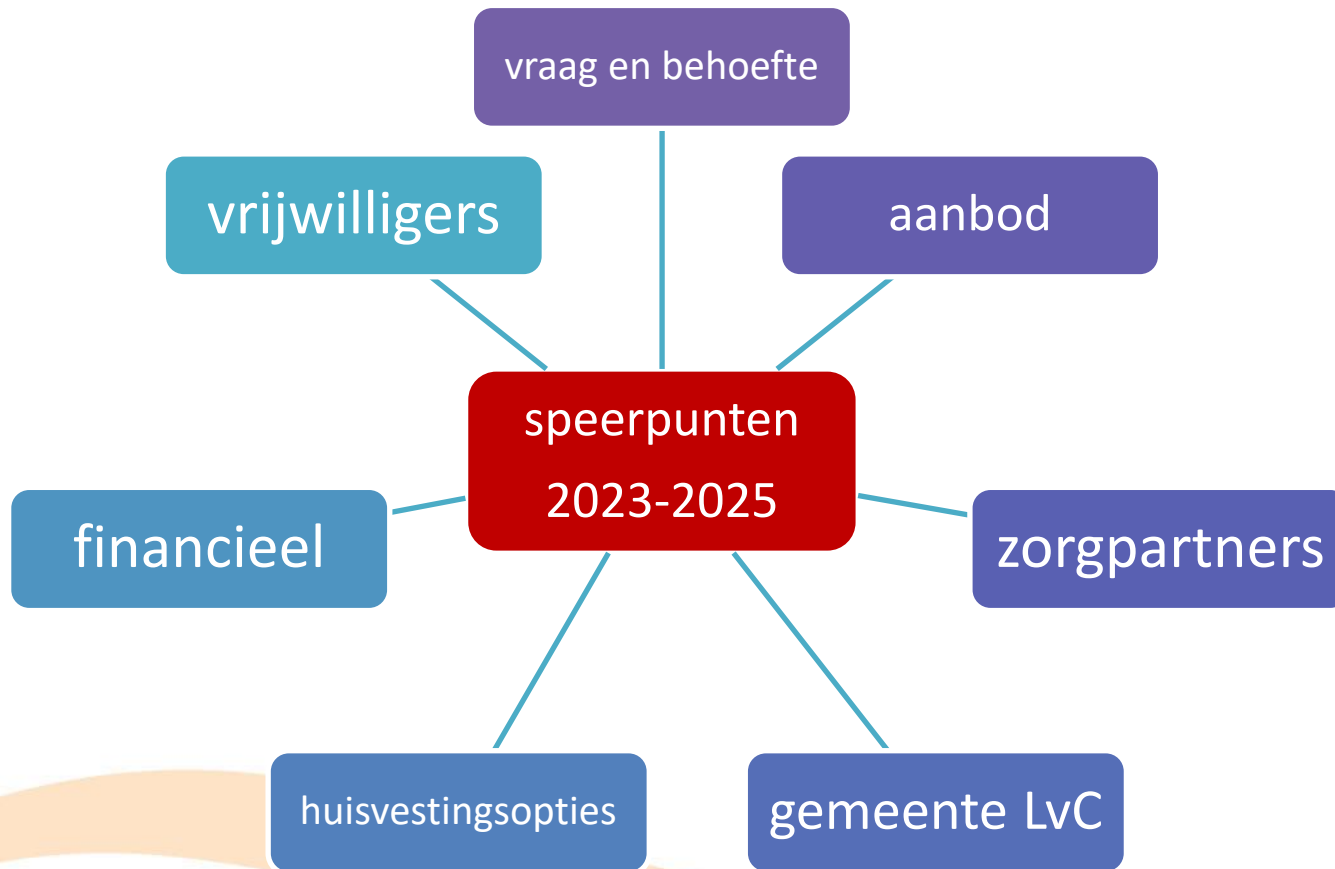 vraag en behoefte
vrijwilligers
aanbod
speerpunten
2023-2025
financieel
zorgpartners
huisvestingsopties
gemeente LvC